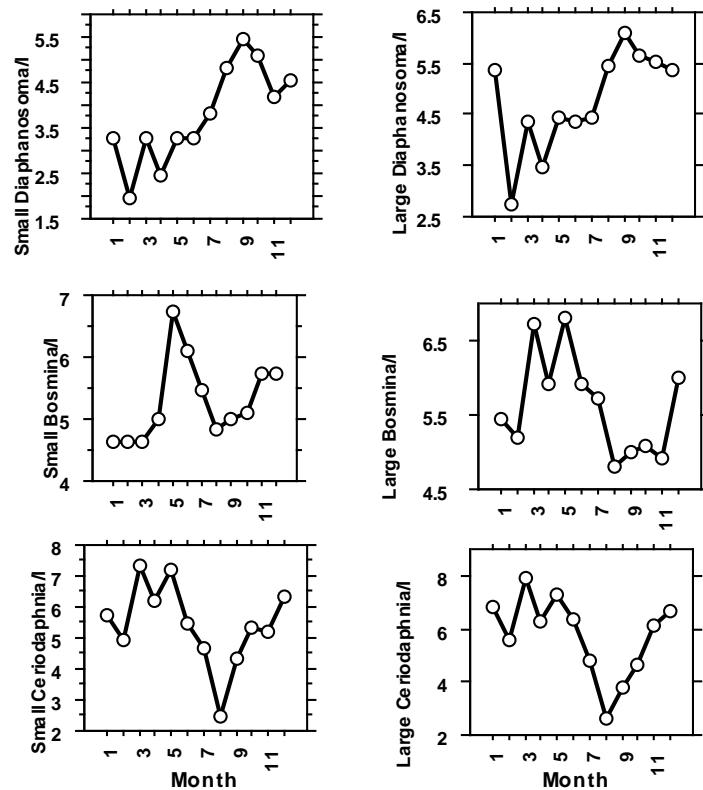 Small Diaphanosoma/l
5.5
4.5
3.5
2.5
1.5
1 3 5 7 9 11
Large Diaphanosoma/l
6.5
5.5
4.5
3.5
2.5
1 3 5 7 9 11
Small Bosmina/l
7
6
5
4
1 3 5 7 9 11
Large Bosmina/l
6.5
5.5
4.5
1 3 5 7 9 11
Small Ceriodaphnia/l
8
7
6
5
4
3
2
1 3 5 7 9 11
Month
Large Ceriodaphnia/l
8
6
4
2
1 3 5 7 9 11
Month